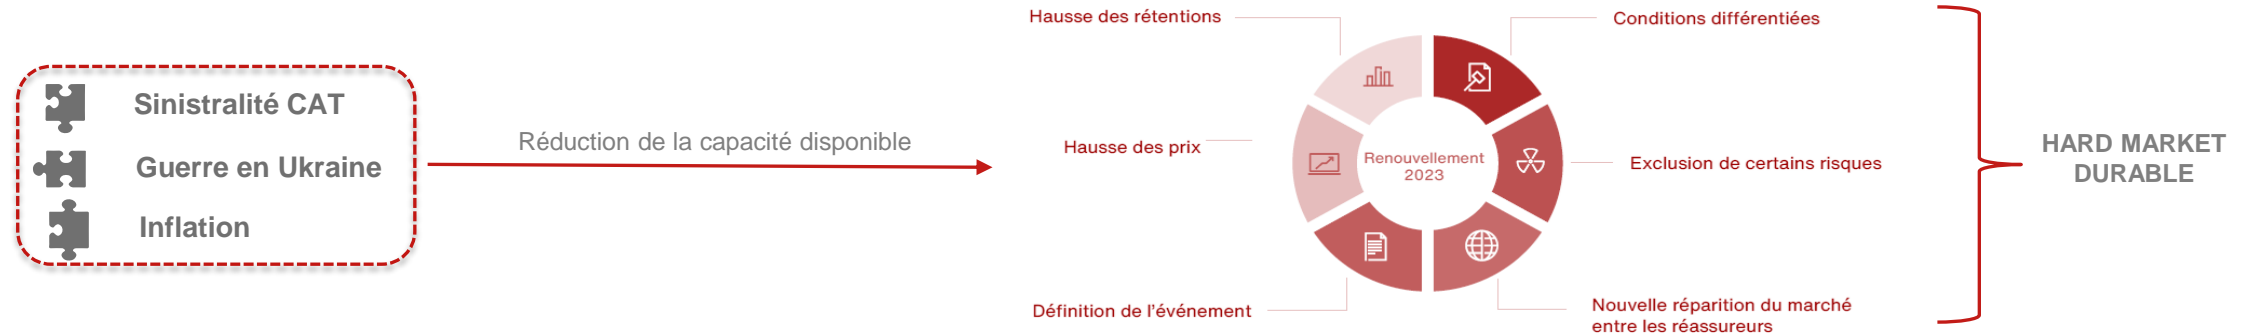 Sinistralité CAT
Guerre en Ukraine
Inflation
Réduction de la capacité disponible
Hausse des rétentions
Conditions différentiées
Hausse des prix
Renouvellement
2023
Exclusion de certains risques
Définition de l'événement
Nouvelle réparition du marché
entre les réassureurs
HARD MARKET
DURABLE